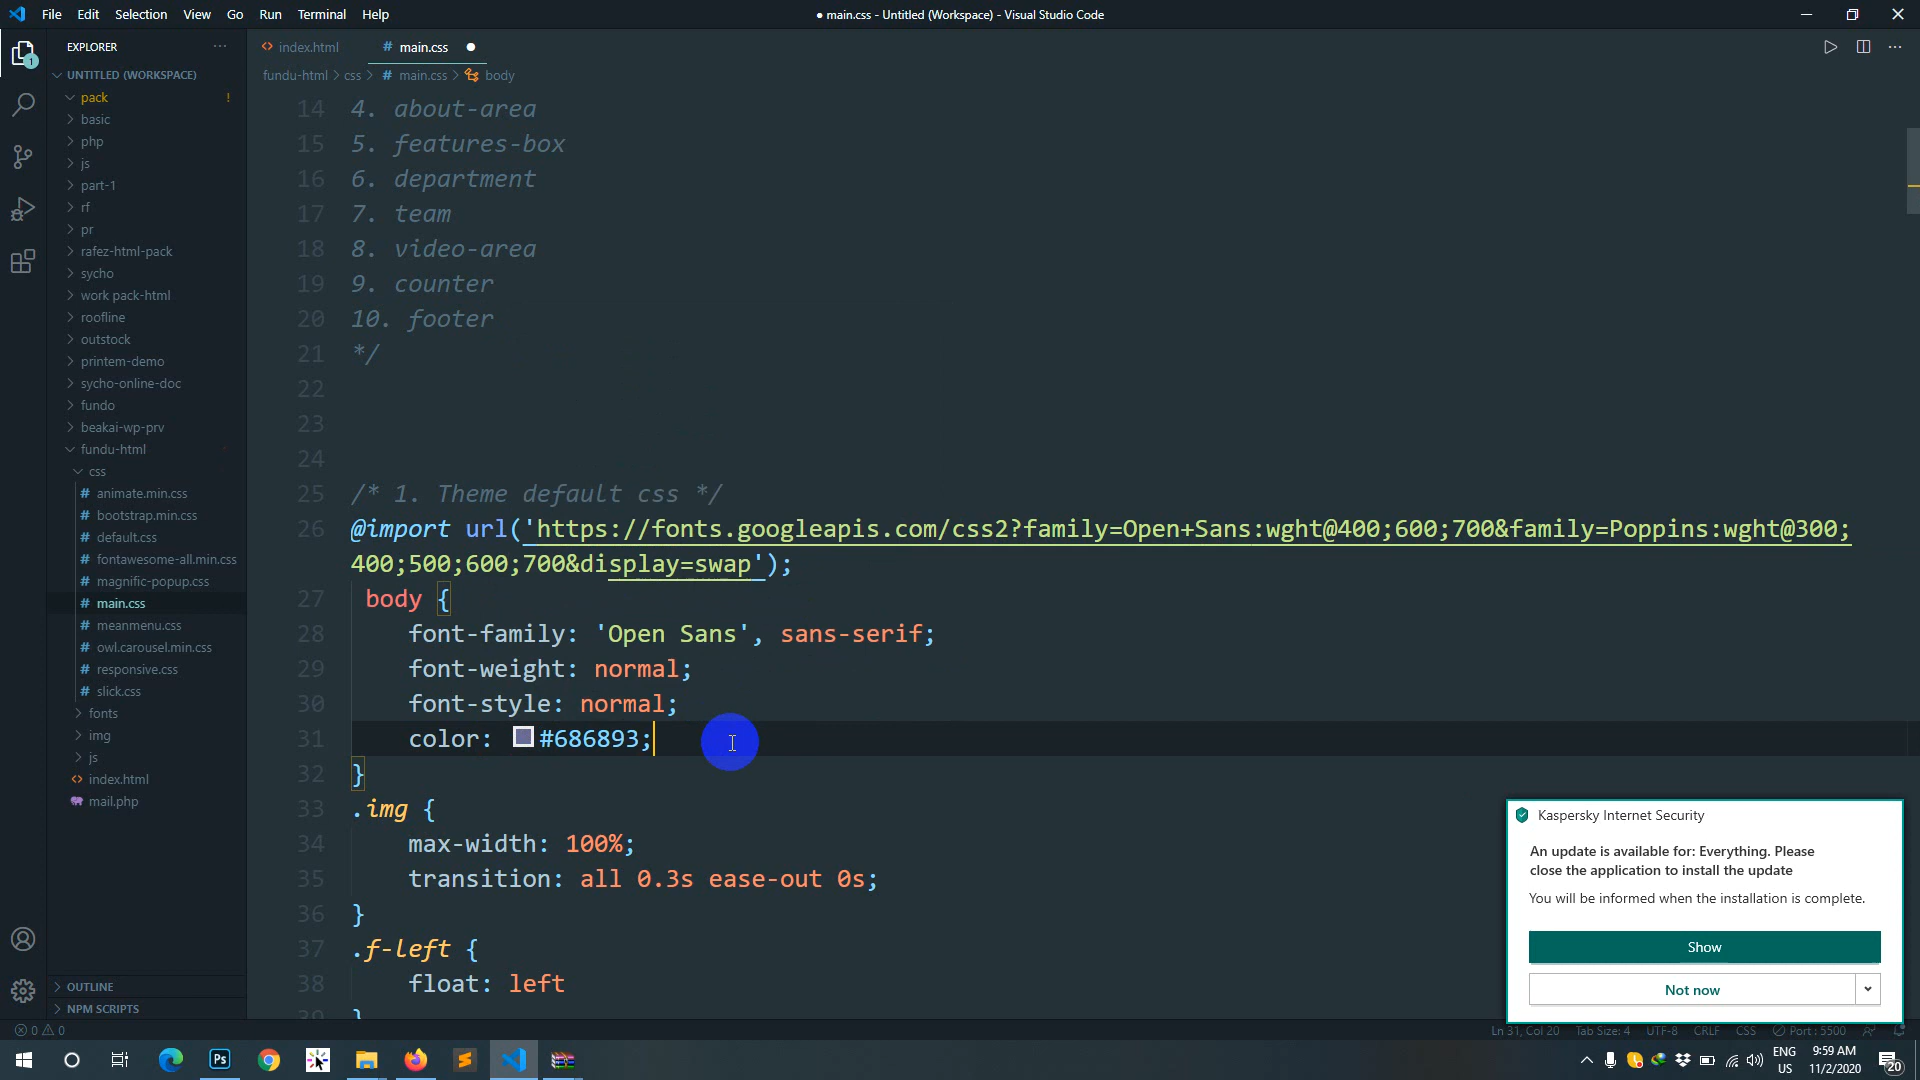 File Edit Selection View Go Run Terminal Help
● main.css - Untitled (Workspace) - Visual Studio Code
EXPLORER
UNTITLED (WORKSPACE)
pack !
basic
php
js
part-1
rf
pr
rafez-html-pack
sycho
work pack-html
roofline
outstock
printem-demo
sycho-online-doc
fundo
beakai-wp-prv
fundu-html
css
# animate.min.css
# bootstrap.min.css
# default.css
# fontawesome-all.min.css
# magnific-popup.css
# main.css
# meanmenu.css
# owl.carousel.min.css
# responsive.css
# slick.css
fonts
img
js
<> index.html
mail.php
OUTLINE
NPM SCRIPTS
1
<> index.html
# main.css ●
fundu-html > css > # main.css > body
14 4. about-area
15 5. features-box
16 6. department
17 7. team
18 8. video-area
19 9. counter
20 10. footer
21 */
22
23
24
25 /* 1. Theme default css */
26 @import url('https://fonts.googleapis.com/css2?family=Open+Sans:wght@400;600;700&family=Poppins:wght@300;
400;500;600;700&display=swap');
27 body {
28 font-family: 'Open Sans', sans-serif;
29 font-weight: normal;
30 font-style: normal;
31 color: #686893;
32 }
33 .img {
34 max-width: 100%;
35 transition: all 0.3s ease-out 0s;
36 }
37 .f-left {
38 float: left
39 }
Kaspersky Internet Security
An update is available for: Everything. Please
close the application to install the update
You will be informed when the installation is complete.
Show
Not now
0 0
Ln 31, Col 20 Tab Size: 4 UTF-8 CRLF CSS Port : 5500
Ps
ENG
US
9:59 AM
11/2/2020
20